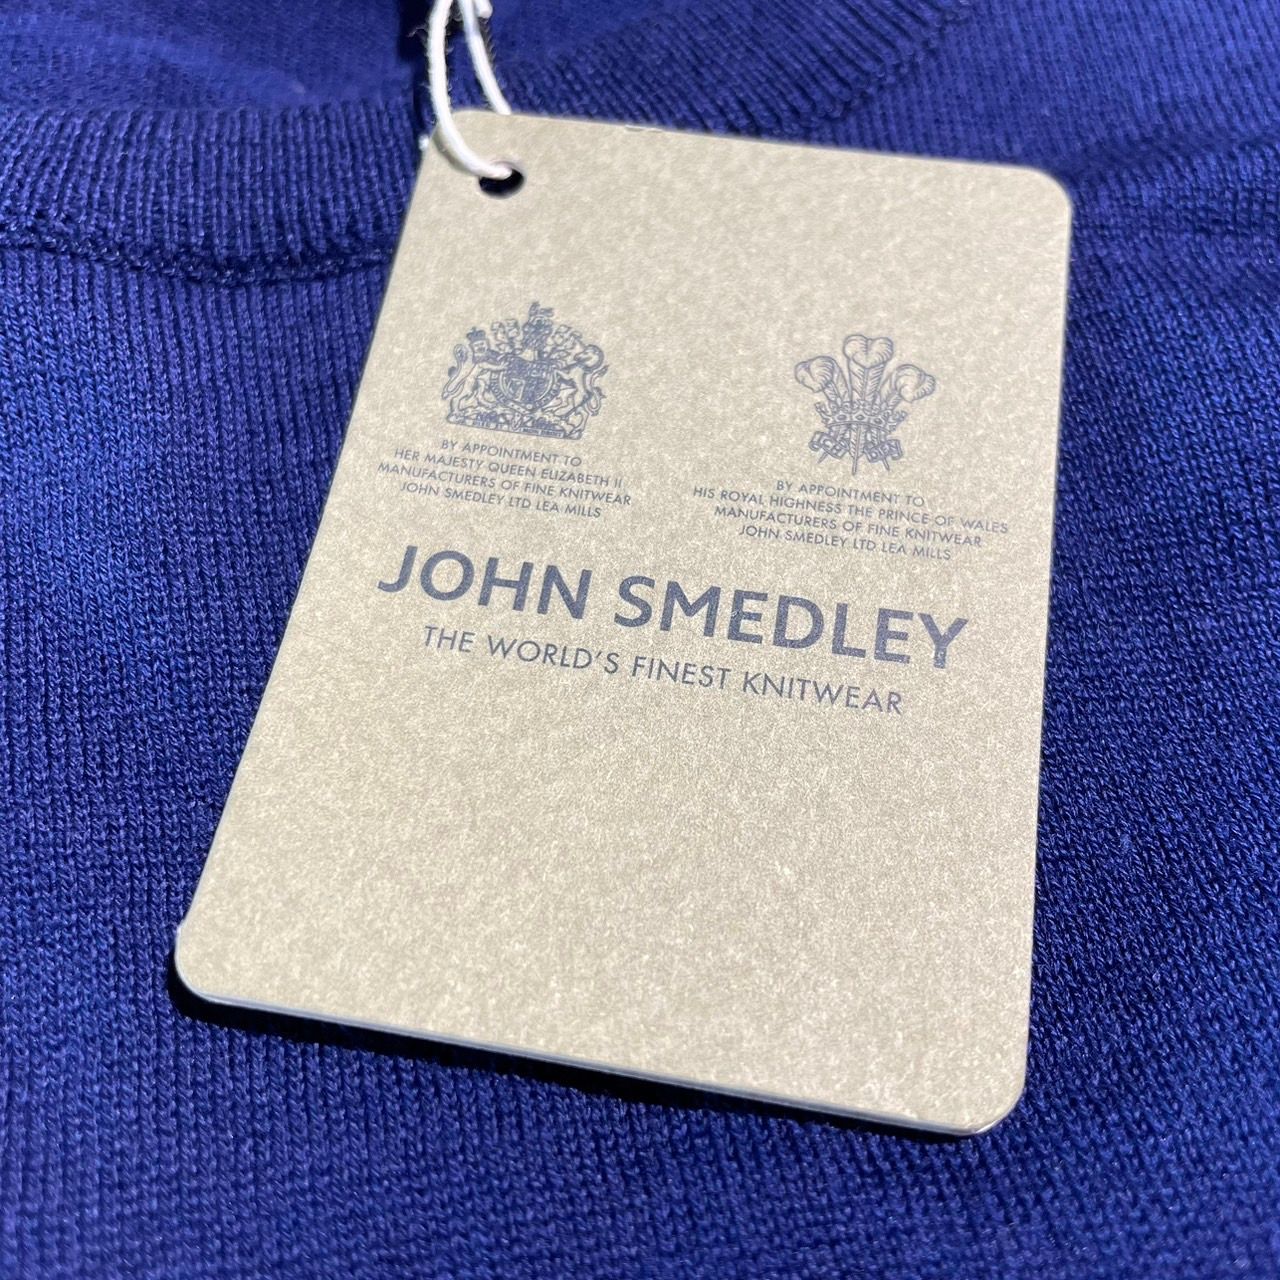 BY APPOINTMENT TO
HER MAJESTY QUEEN ELIZABETH II
MANUFACTURERS OF FINE KNITWEAR
JOHN SMEDLEY LTD LEA MILLS
BY APPOINTMENT TO
HIS ROYAL HIGHNESS THE PRINCE OF WALES
MANUFACTURERS OF FINE KNITWEAR
JOHN SMEDLEY LTD LEA MILLS
JOHN SMEDLEY
THE WORLD'S FINEST KNITWEAR